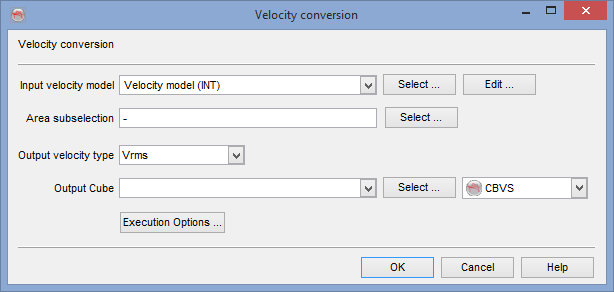 Velocity conversion
Velocity conversion
Input velocity model Velocity model (INT) Select ... Edit ...
Area subselection - Select ...
Output velocity type Vrms
Output Cube Select ... CBVS
Execution Options ...
OK Cancel Help